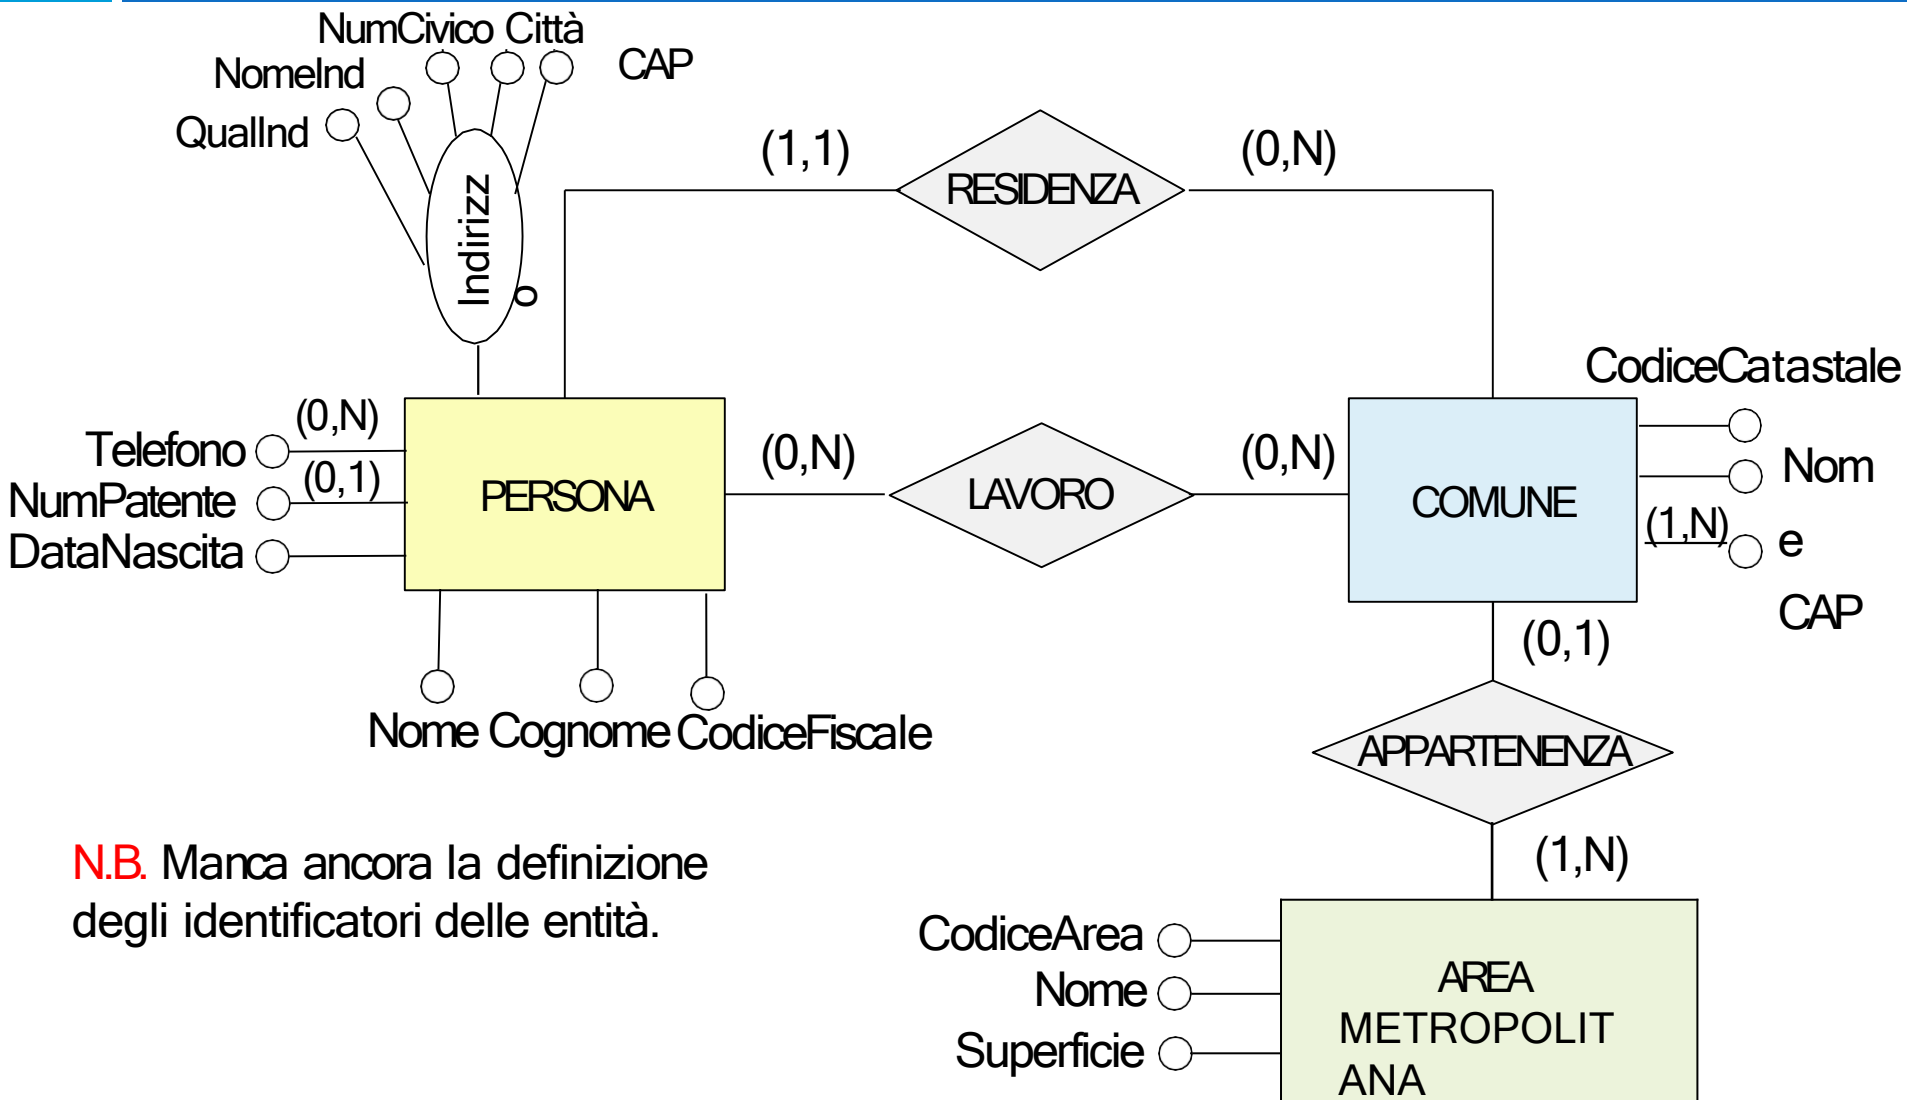 NumCivico Città
CAP
NomeInd
QualInd
Indirizz
o
(1,1)
RESIDENZA
(0,N)
CodiceCatastale
(0,N)
Telefono
(0,1)
NumPatente
DataNascita
PERSONA
(0,N)
LAVORO
(0,N)
COMUNE
Nom
(1,N)
e
CAP
(0,1)
Nome Cognome CodiceFiscale
APPARTENENZA
(1,N)
N.B. Manca ancora la definizione
degli identificatori delle entità.
CodiceArea
Nome
Superficie
AREA
METROPOLIT
ANA